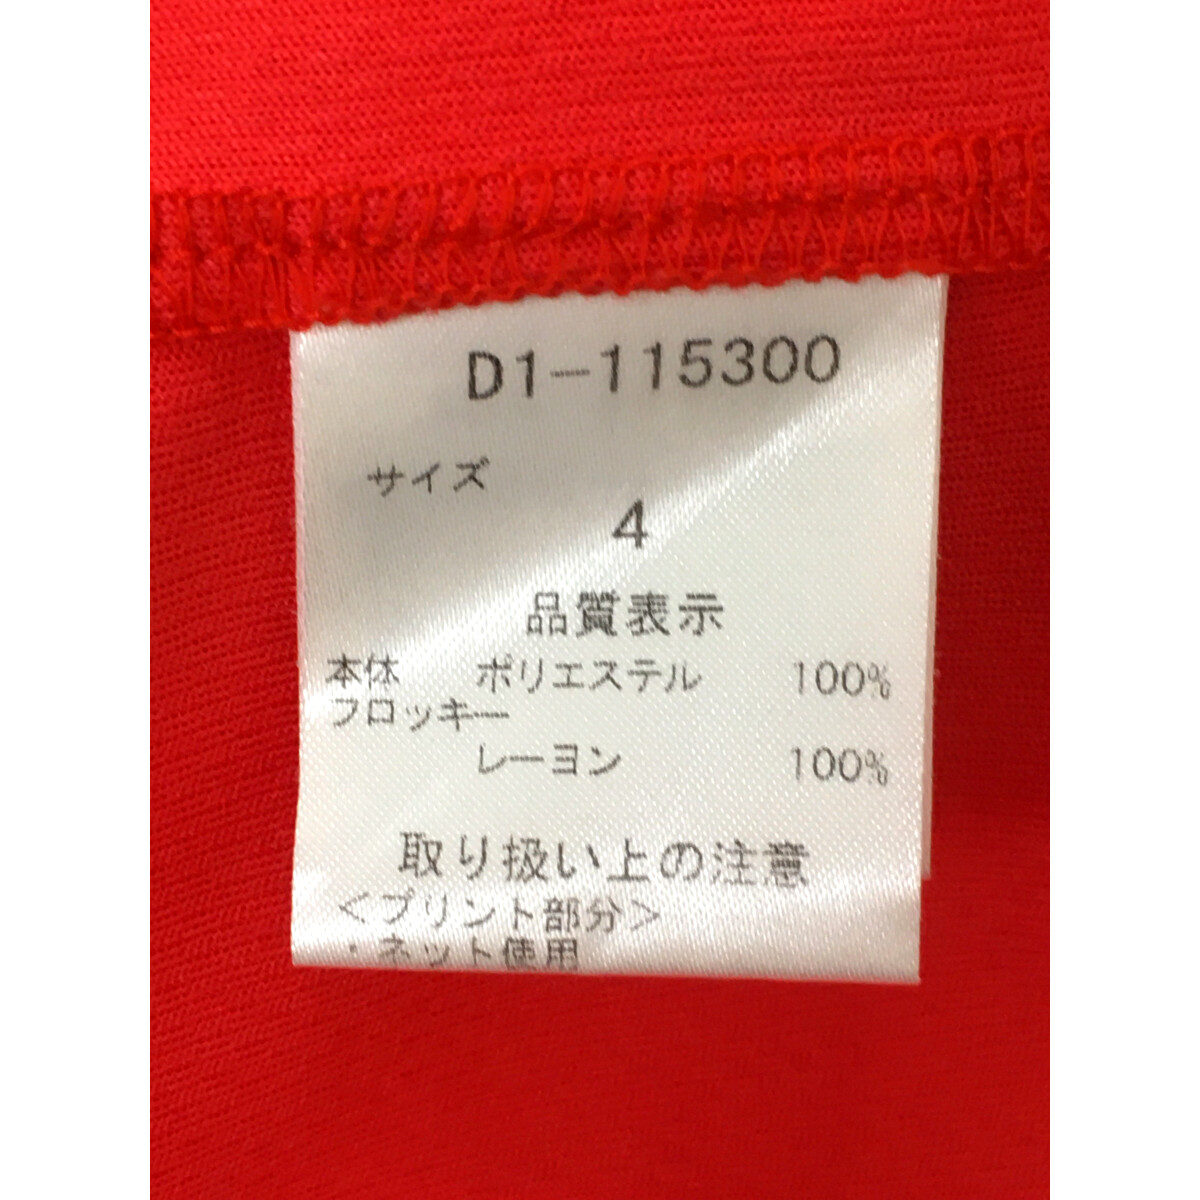 D1-115300
サイズ
4
品質表示
本体 ポリエステル 100%
フロッキー
レーヨン 100%
取り扱い上の注意
<プリント部分>
・ネット使用